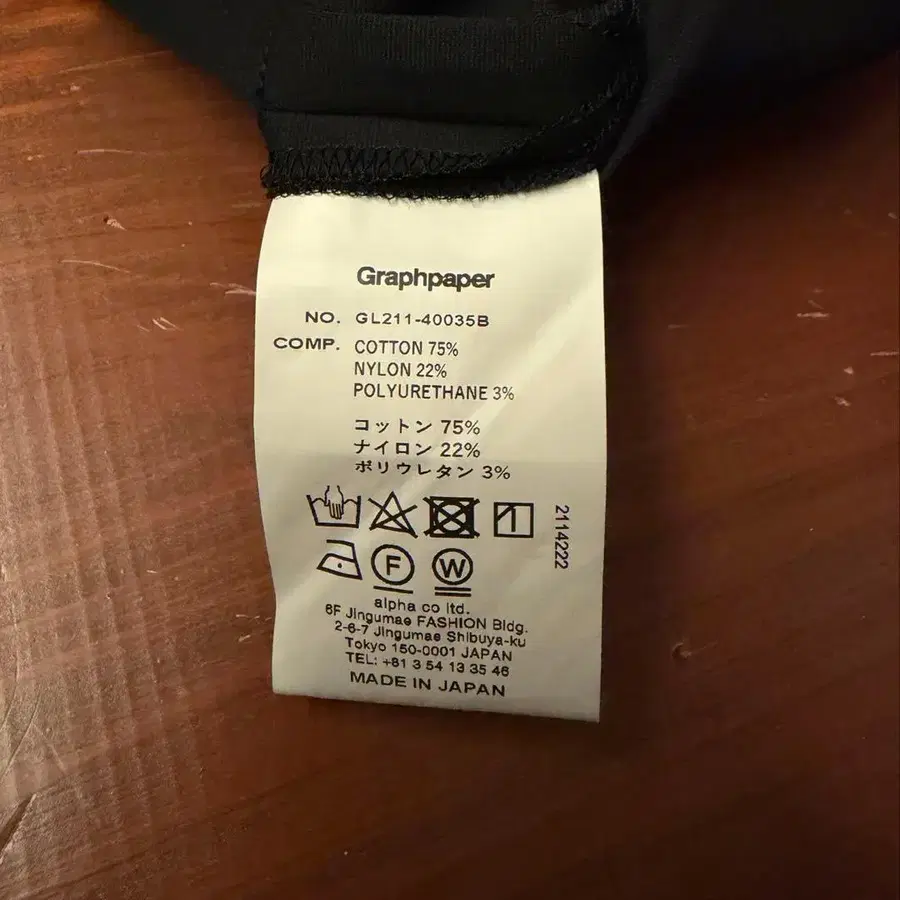 Graphpaper
NO. GL211-40035B
COMP. COTTON 75%
NYLON 22%
POLYURETHANE 3%
コットン 75%
ナイロン 22%
ポリウレタン 3%
2114222
F W
alpha co ltd.
6F Jingumae FASHION Bldg.
2-6-7 Jingumae Shibuya-ku
Tokyo 150-0001 JAPAN
TEL: +81 3 54 13 35 46
MADE IN JAPAN